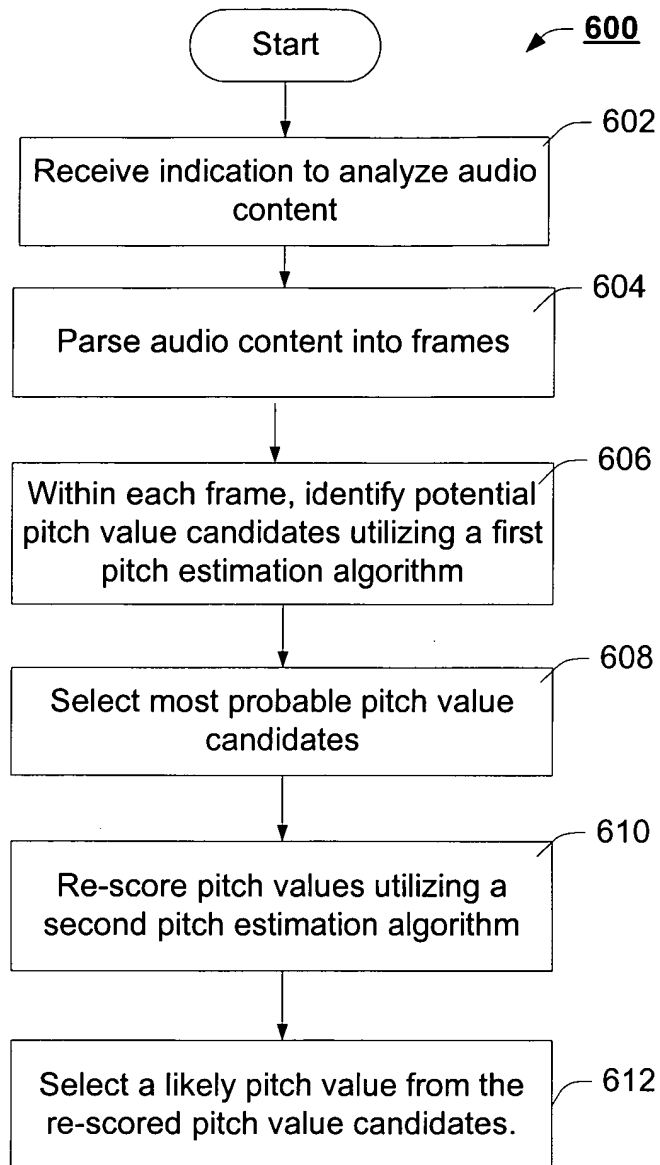 Start
600
602
Receive indication to analyze audio
content
604
Parse audio content into frames
606
Within each frame, identify potential
pitch value candidates utilizing a first
pitch estimation algorithm
608
Select most probable pitch value
candidates
610
Re-score pitch values utilizing a
second pitch estimation algorithm
612
Select a likely pitch value from the
re-scored pitch value candidates.